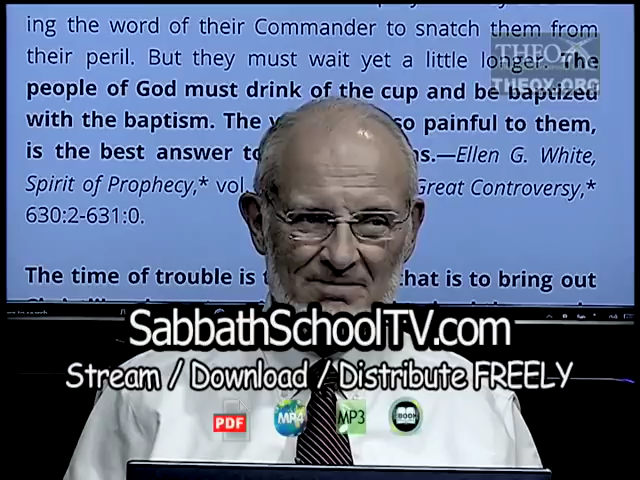 ing the word of their Commander to snatch them from
their peril. But they must wait yet a little longer. The
people of God must drink of the cup and be baptized
with the baptism. The so painful to them,
is the best answer —Ellen G. White,
Spirit of Prophecy,* vol Great Controversy,*
630:2-631:0.
The time of trouble is that is to bring out
THEOX
THEOX.ORG
SabbathSchoolTV.com
Stream / Download / Distribute FREELY
PDF
MP4
MP3
BOOK